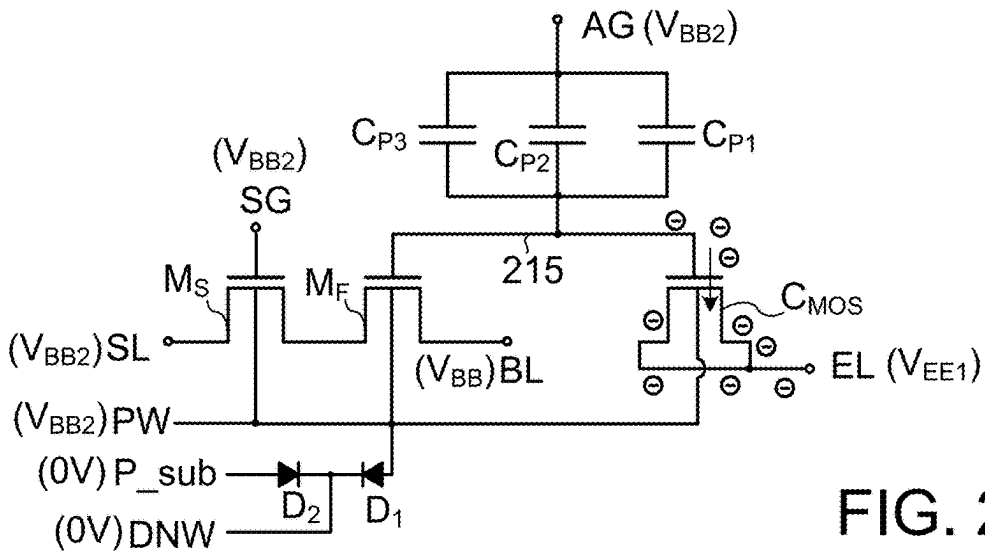 AG (V_BB2)
C_P3
C_P2
C_P1
(V_BB2)
SG
215
M_S
M_F
C_MOS
(V_BB2) SL
(V_BB) BL
EL (V_EE1)
(V_BB2) PW
(0V) P_sub
D_2
D_1
(0V) DNW
FIG.